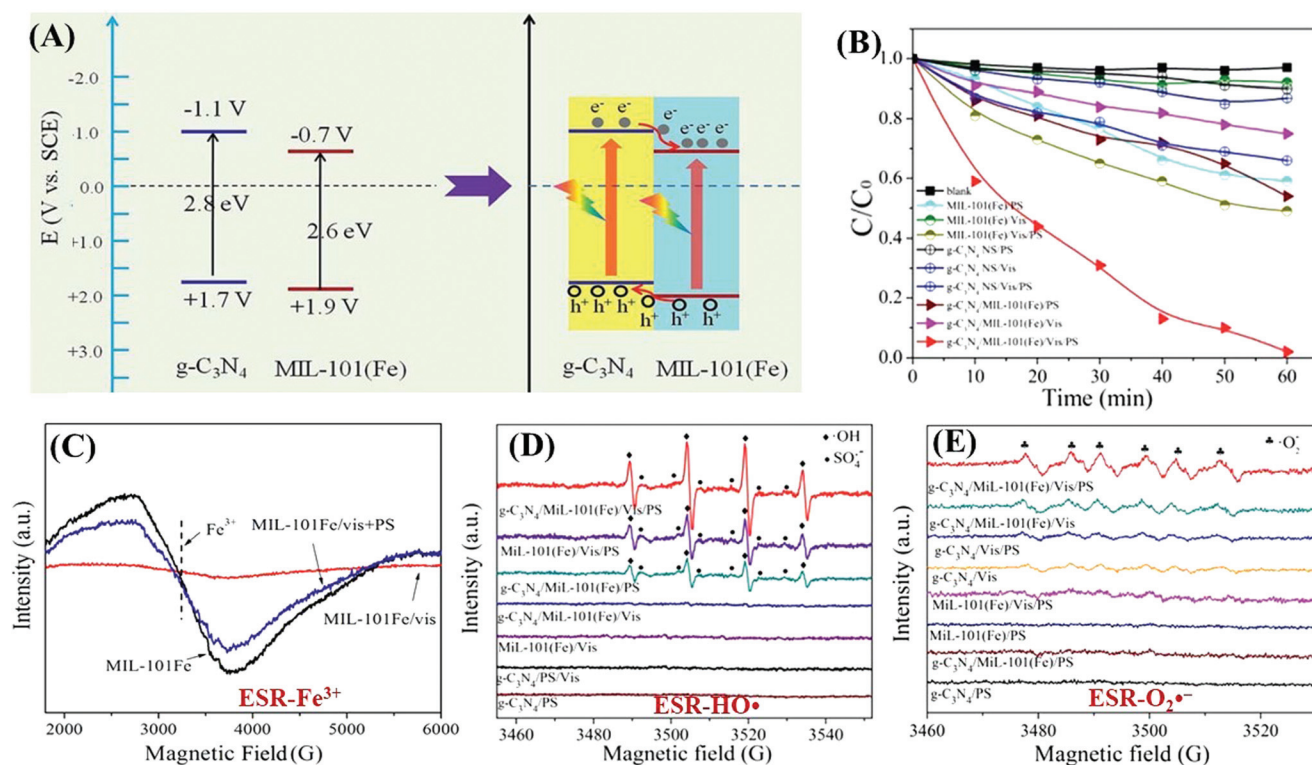 (A)
E (V vs. SCE)
-2.0
-1.0
0.0
+1.0
+2.0
+3.0
-1.1 V
-0.7 V
2.8 eV
2.6 eV
+1.7 V
+1.9 V
g-C₃N₄ MIL-101(Fe)
e⁻ e⁻
e⁻ e⁻ e⁻ e⁻
h⁺ h⁺ h⁺ h⁺ h⁺ h⁺
g-C₃N₄ MIL-101(Fe)
(B)
C/C₀
1.0
0.8
0.6
0.4
0.2
0.0
blank
MIL-101(Fe)/PS
MIL-101(Fe)/Vis
MIL-101(Fe)/Vis/PS
g-C₃N₄ NS/PS
g-C₃N₄ NS/Vis
g-C₃N₄ NS/Vis/PS
g-C₃N₄/MIL-101(Fe)/PS
g-C₃N₄/MIL-101(Fe)/Vis
g-C₃N₄/MIL-101(Fe)/Vis/PS
0 10 20 30 40 50 60
Time (min)
(C)
Intensity (a.u.)
Fe³⁺
MIL-101Fe/vis+PS
MIL-101Fe/vis
MIL-101Fe
ESR-Fe³⁺
2000 3000 4000 5000 6000
Magnetic Field (G)
(D)
Intensity (a.u.)
♦ ·OH
• SO₄·⁻
g-C₃N₄/MiL-101(Fe)/Vis/PS
MiL-101(Fe)/Vis/PS
g-C₃N₄/MiL-101(Fe)/PS
g-C₃N₄/MiL-101(Fe)/Vis
MiL-101(Fe)/Vis
g-C₃N₄/PS/Vis
g-C₃N₄/PS
ESR-HO•
3460 3480 3500 3520 3540
Magnetic field (G)
(E)
Intensity (a.u.)
♣ ·O₂⁻
g-C₃N₄/MiL-101(Fe)/Vis/PS
g-C₃N₄/MiL-101(Fe)/Vis
g-C₃N₄/Vis/PS
g-C₃N₄/Vis
MiL-101(Fe)/Vis/PS
MiL-101(Fe)/PS
g-C₃N₄/MiL-101(Fe)/PS
g-C₃N₄/PS
ESR-O₂•⁻
3460 3480 3500 3520
Magnetic field (G)